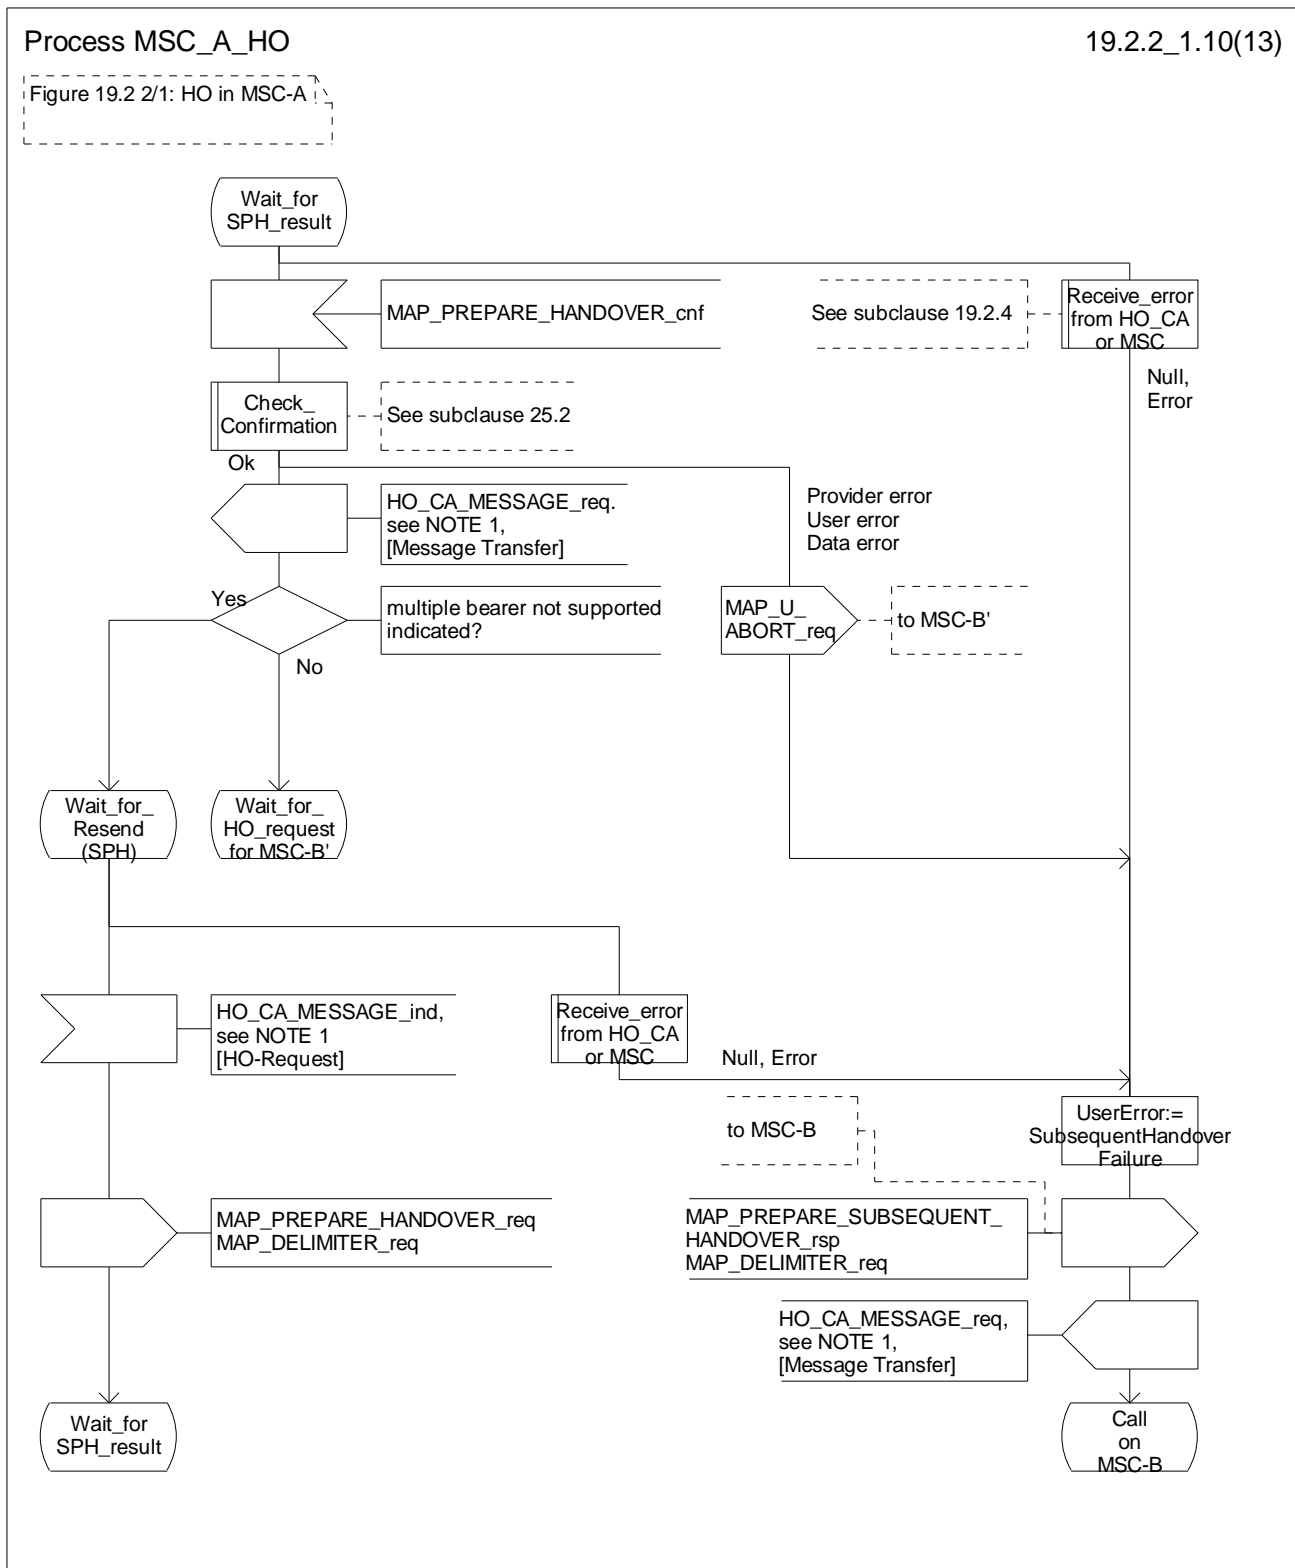 Process MSC_A_HO
19.2.2_1.10(13)
Figure 19.2 2/1: HO in MSC-A
Wait_for
SPH_result
MAP_PREPARE_HANDOVER_cnf
See subclause 19.2.4
Receive_error
from HO_CA
or MSC
Null,
Error
Check_
Confirmation
See subclause 25.2
Ok
HO_CA_MESSAGE_req.
see NOTE 1,
[Message Transfer]
Provider error
User error
Data error
Yes
multiple bearer not supported
indicated?
No
MAP_U_
ABORT_req
to MSC-B'
Wait_for_
Resend
(SPH)
Wait_for_
HO_request
for MSC-B'
HO_CA_MESSAGE_ind,
see NOTE 1
[HO-Request]
Receive_error
from HO_CA
or MSC
Null, Error
to MSC-B
UserError:=
SubsequentHandover
Failure
MAP_PREPARE_HANDOVER_req
MAP_DELIMITER_req
MAP_PREPARE_SUBSEQUENT_
HANDOVER_rsp
MAP_DELIMITER_req
HO_CA_MESSAGE_req,
see NOTE 1,
[Message Transfer]
Wait_for
SPH_result
Call
on
MSC-B